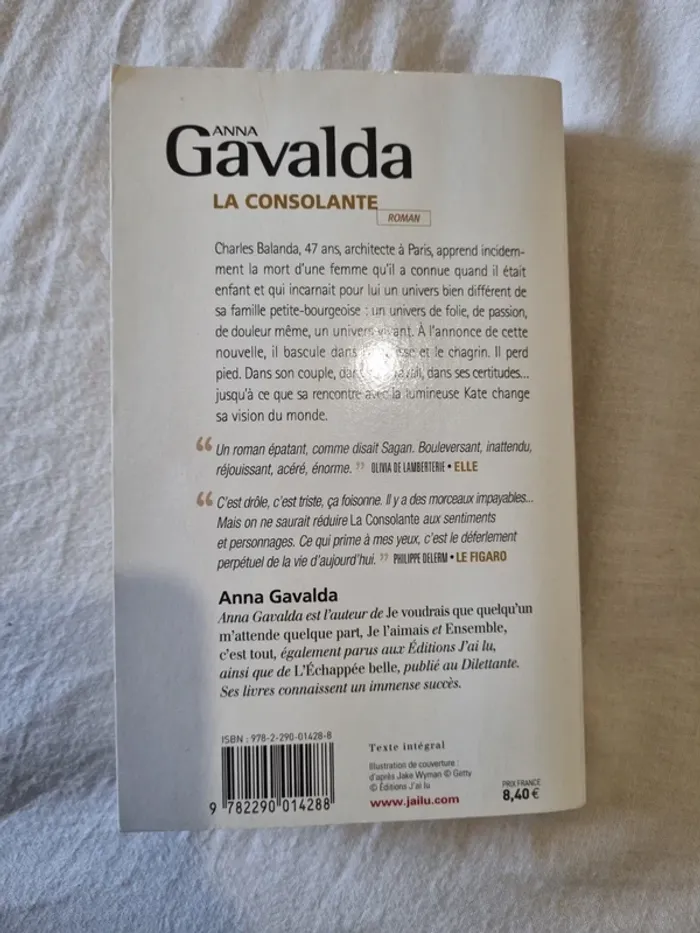 ANNA
Gavalda
LA CONSOLANTE
ROMAN
Charles Balanda, 47 ans, architecte à Paris, apprend incidem-
ment la mort d'une femme qu'il a connue quand il était
enfant et qui incarnait pour lui un univers bien différent de
sa famille petite-bourgeoise : un univers de folie, de passion,
de douleur même, un univers vivant. À l'annonce de cette
nouvelle, il bascule dans et le chagrin. Il perd
pied. Dans son couple, dans ses certitudes...
jusqu'à ce que sa rencontre avec la lumineuse Kate change
sa vision du monde.
“ Un roman épatant, comme disait Sagan. Bouleversant, inattendu,
réjouissant, acéré, énorme. ” OLIVIA DE LAMBERTERIE • ELLE
“ C'est drôle, c'est triste, ça foisonne. Il y a des morceaux impayables...
Mais on ne saurait réduire La Consolante aux sentiments
et personnages. Ce qui prime à mes yeux, c'est le déferlement
perpétuel de la vie d'aujourd'hui. ” PHILIPPE DELERM • LE FIGARO
Anna Gavalda
Anna Gavalda est l'auteur de Je voudrais que quelqu'un
m'attende quelque part, Je l'aimais et Ensemble,
c'est tout, également parus aux Éditions J'ai lu,
ainsi que de L'Échappée belle, publié au Dilettante.
Ses livres connaissent un immense succès.
ISBN : 978-2-290-01428-8
9 782290 014288
Texte intégral
Illustration de couverture :
d'après Jake Wyman © Getty
© Éditions J'ai lu
www.jailu.com
PRIX FRANCE
8,40 €